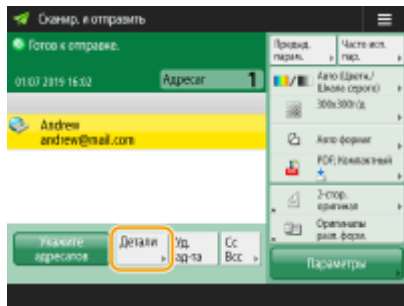 Сканир. и отправить
Готов к отправке.
01/07 2019 16:02
Адресат 1
Andrew
andrew@mail.com
Укажите
адресатов
Детали
Уд.
ад-та
Cc
Bcc
Предыд.
парам.
Часто исп.
пар.
Авто (Цветн./
Шкала серого)
300x300т/д
Авто формат
PDF; Компактный
2-стор.
оригинал
Оригиналы
разл. форм.
Параметры